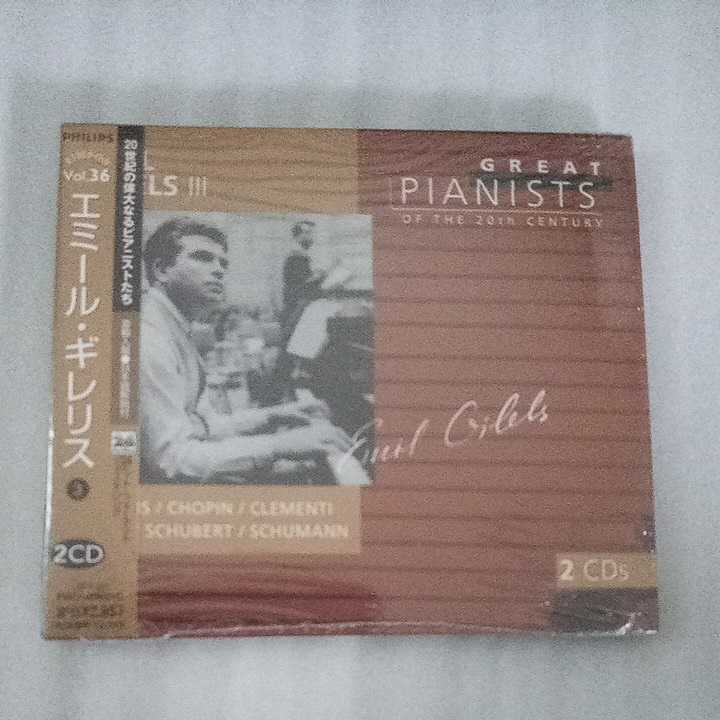 PHILIPS
Vol.36
エミール・ギレリス
3
2CD
20世紀の偉大なるピアニストたち
L
LS III
GREAT
PIANISTS
OF THE 20th CENTURY
Emil Gilels
IS / CHOPIN / CLEMENTI
SCHUBERT / SCHUMANN
2 CDs